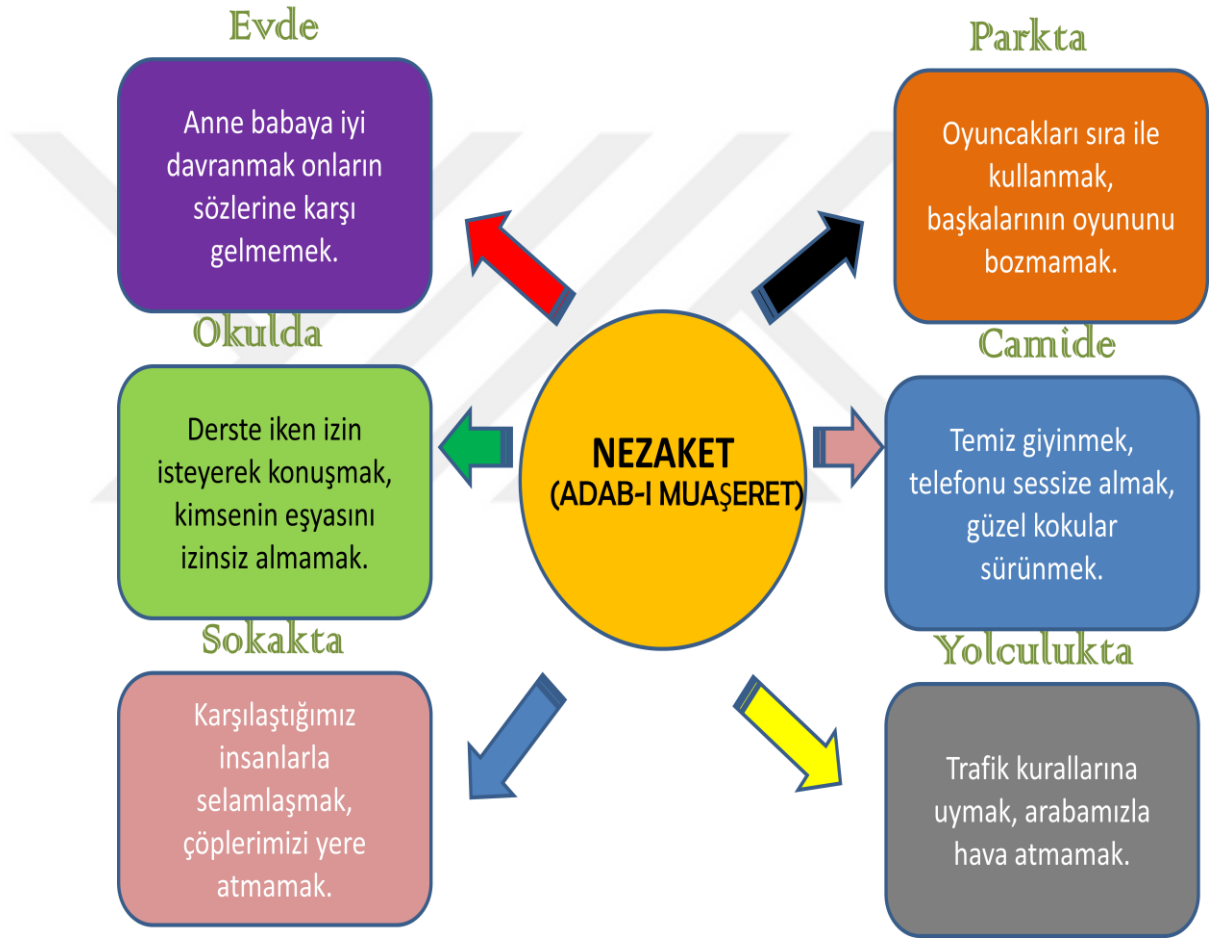 Evde
Anne babaya iyi
davranmak onların
sözlerine karşı
gelmemek.
Okulda
Derste iken izin
isteyerek konuşmak,
kimsenin eşyasını
izinsiz almamak.
Sokakta
Karşılaştığımız
insanlarla
selamlaşmak,
çöplerimizi yere
atmamak.
NEZAKET
(ADAB-I MUAŞERET)
Parkta
Oyuncakları sıra ile
kullanmak,
başkalarının oyununu
bozmamak.
Camide
Temiz giyinmek,
telefonu sessize almak,
güzel kokular
sürünmek.
Yolculukta
Trafik kurallarına
uymak, arabamızla
hava atmamak.